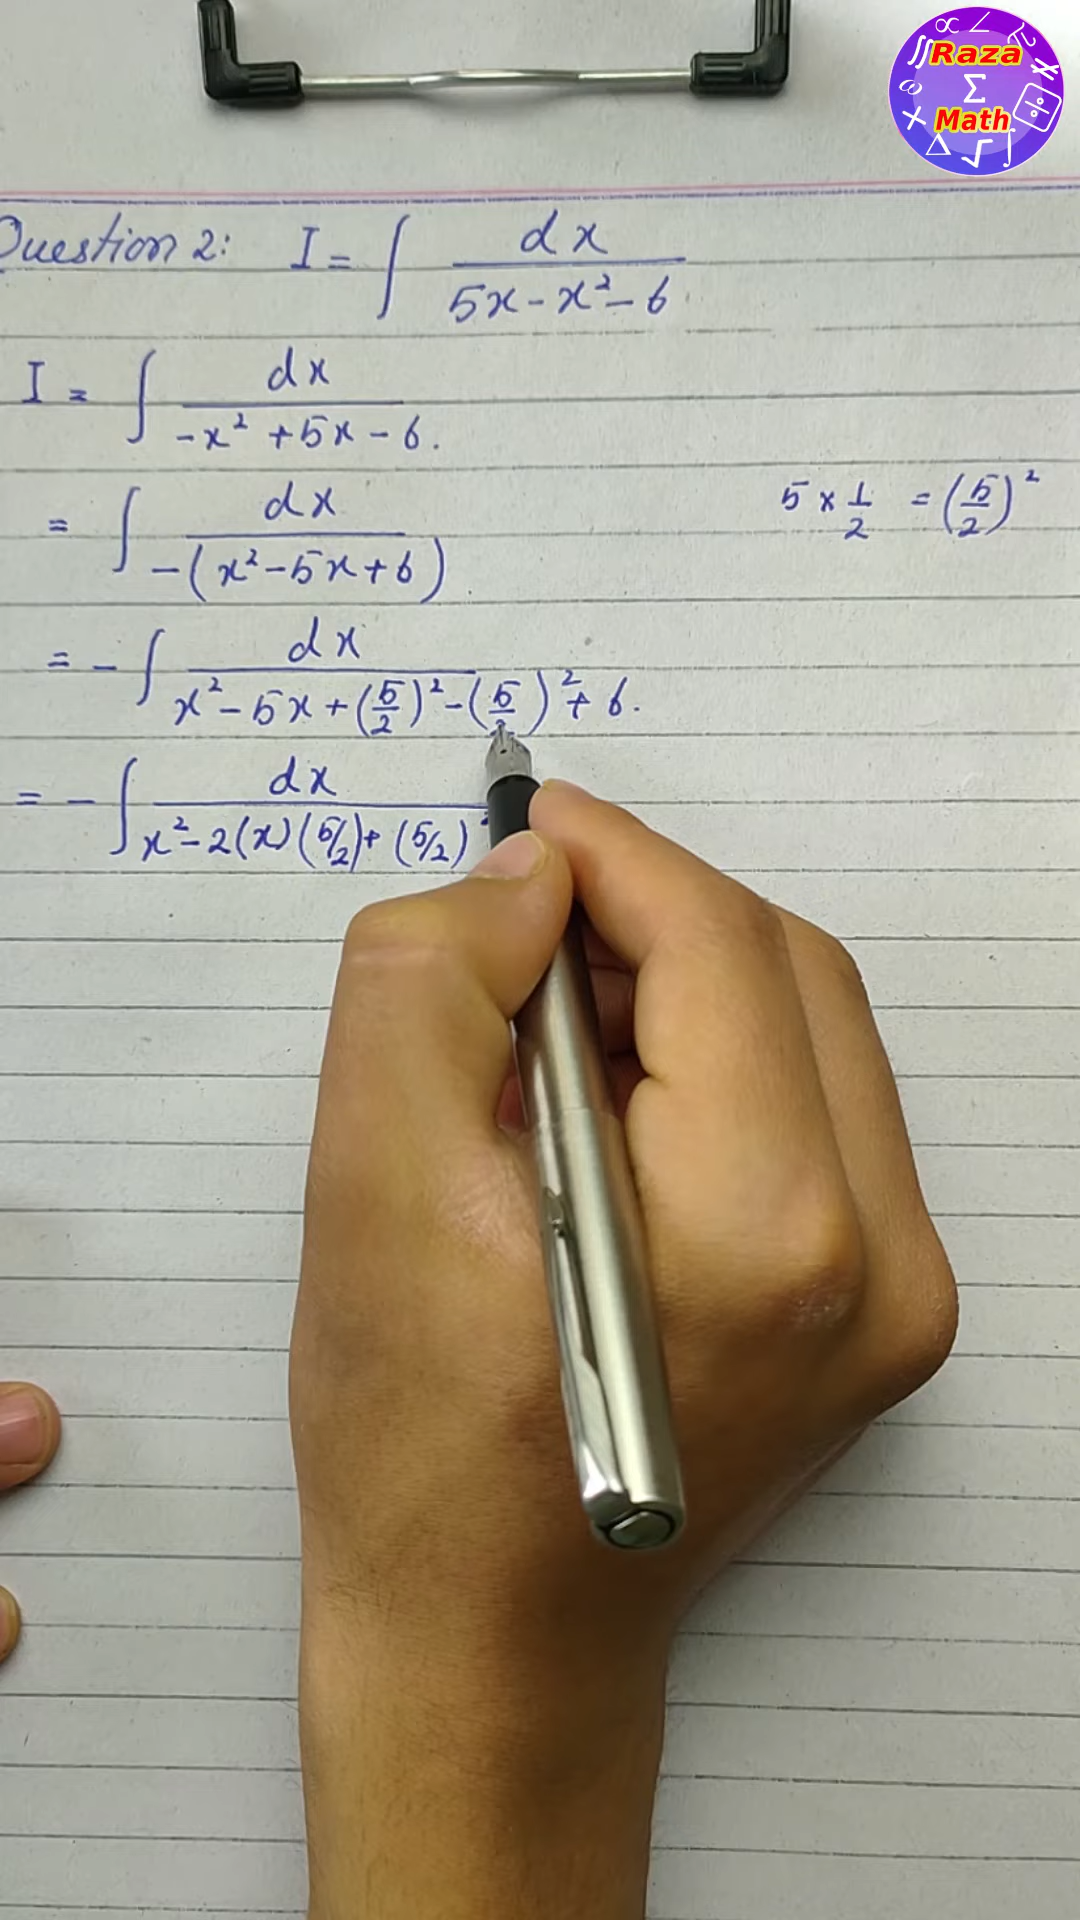 Raza
Σ
Math
Question 2: I = ∫ dx / 5x - x² - 6
I = ∫ dx / -x² + 5x - 6.
= ∫ dx / -(x² - 5x + 6)
5 × 1/2 = (5/2)²
= - ∫ dx / x² - 5x + (5/2)² - (5/2)² + 6.
= - ∫ dx / x² - 2(x)(5/2) + (5/2)²